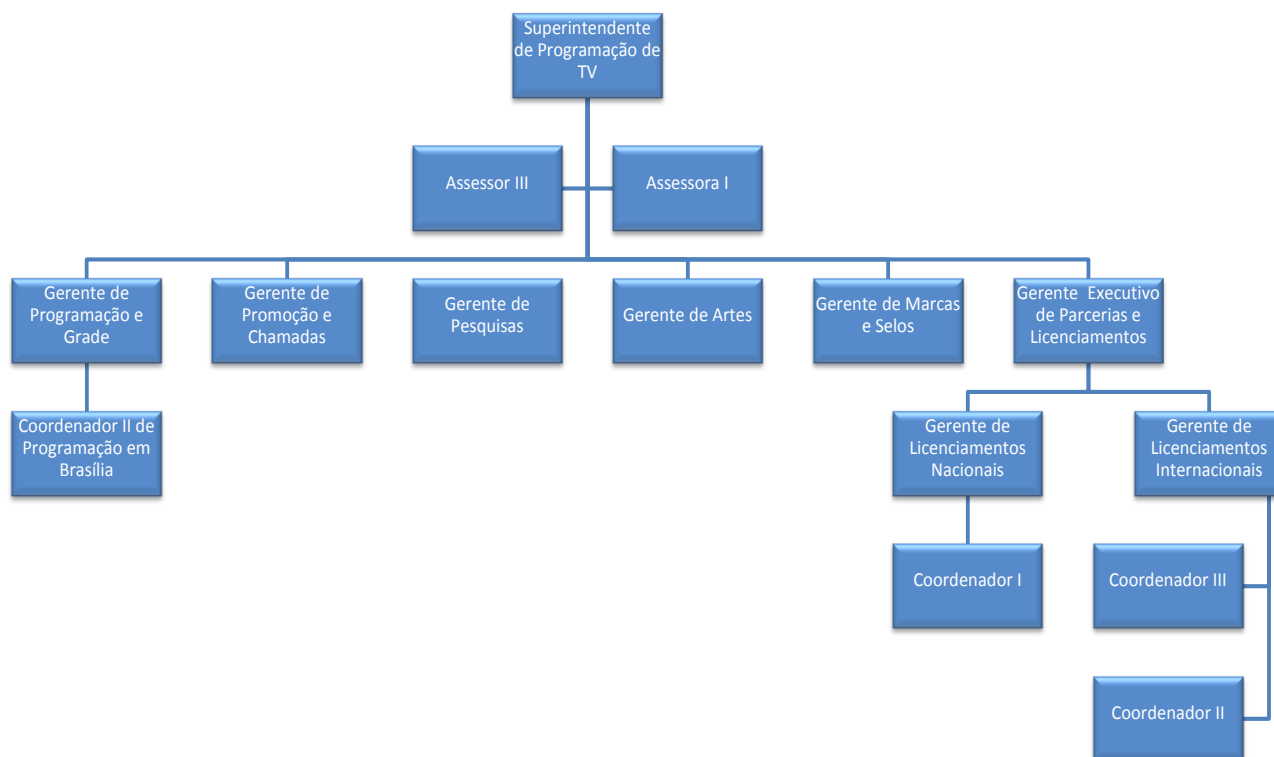 Superintendente
de Programação de
TV
Assessor III
Assessora I
Gerente de
Programação e
Grade
Gerente de
Promoção e
Chamadas
Gerente de
Pesquisas
Gerente de Artes
Gerente de Marcas
e Selos
Gerente  Executivo
de Parcerias e
Licenciamentos
Coordenador II de
Programação em
Brasília
Gerente de
Licenciamentos
Nacionais
Gerente de
Licenciamentos
Internacionais
Coordenador I
Coordenador III
Coordenador II